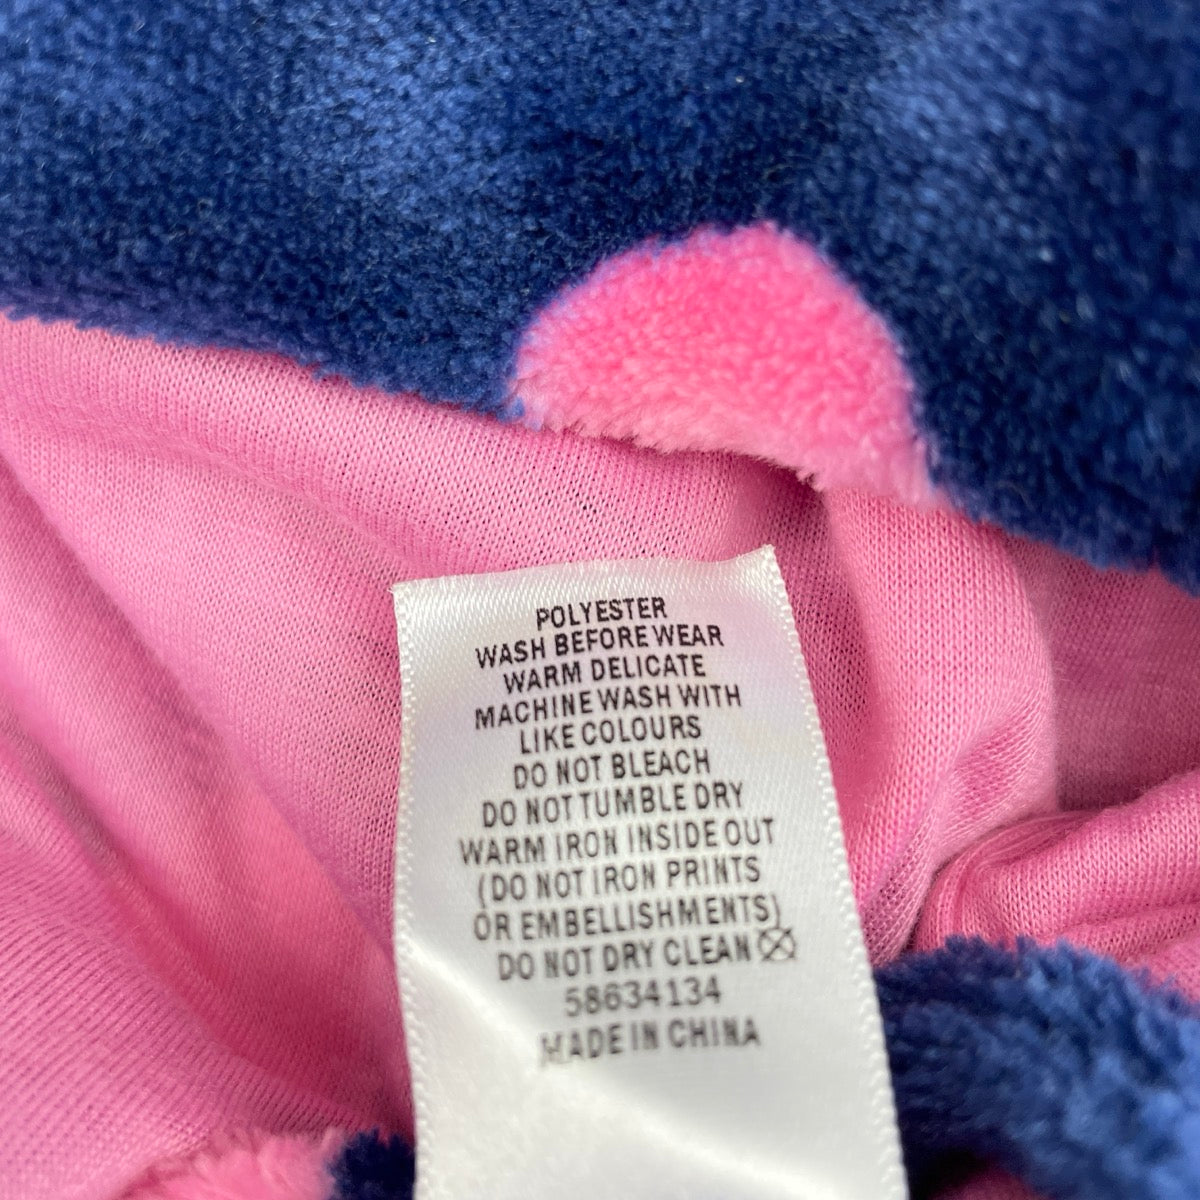 POLYESTER
WASH BEFORE WEAR
WARM DELICATE
MACHINE WASH WITH
LIKE COLOURS
DO NOT BLEACH
DO NOT TUMBLE DRY
WARM IRON INSIDE OUT
(DO NOT IRON PRINTS
OR EMBELLISHMENTS)
DO NOT DRY CLEAN
58634134
MADE IN CHINA